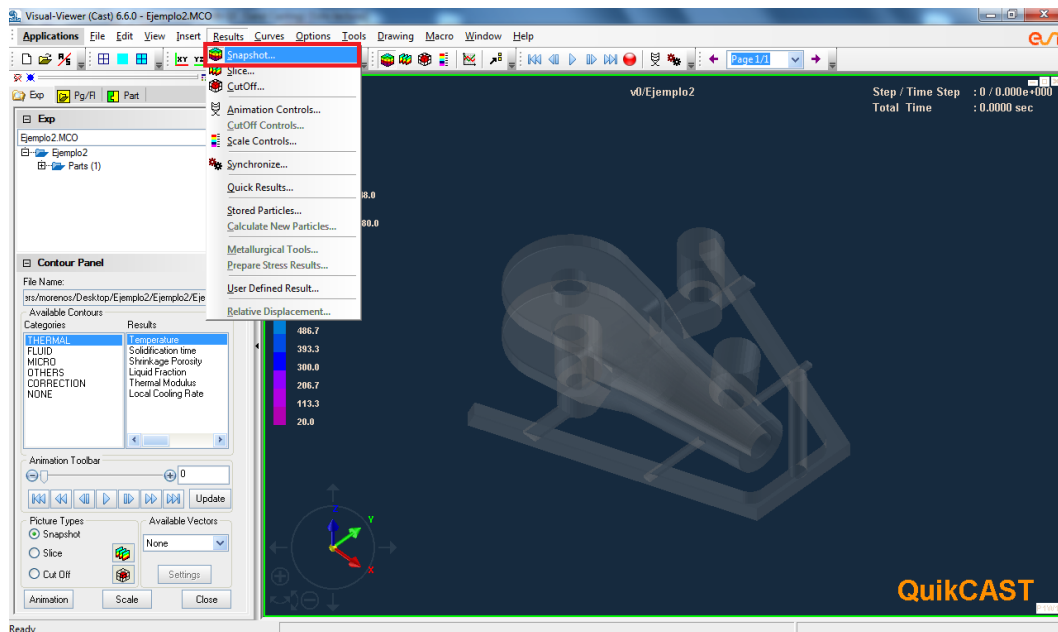 Visual-Viewer (Cast) 6.6.0 - Ejemplo2.MCO
Applications File Edit View Insert Results Curves Options Tools Drawing Macro Window Help
Page 1/1
Snapshot...
Slice...
CutOff...
Animation Controls...
CutOff Controls...
Scale Controls...
Synchronize...
Quick Results...
Stored Particles...
Calculate New Particles...
Metallurgical Tools...
Prepare Stress Results...
User Defined Result...
Relative Displacement...
Exp Pg/Fl Part
Exp
Ejemplo2.MCO
Ejemplo2
Parts (1)
Contour Panel
File Name:
ers/morenos/Desktop/Ejemplo2/Ejemplo2/Eje
Available Contours
Categories Results
THERMAL Temperature
FLUID Solidification time
MICRO Shrinkage Porosity
OTHERS Liquid Fraction
CORRECTION Thermal Modulus
NONE Local Cooling Rate
Animation Toolbar
0
Update
Picture Types Available Vectors
Snapshot
Slice None
Cut Off Settings
Animation Scale Close
Ready
v0/Ejemplo2
Step / Time Step : 0 / 0.000e+000
Total Time : 0.0000 sec
80.0
486.7
393.3
300.0
206.7
113.3
20.0
Z
Y
X
QuikCAST